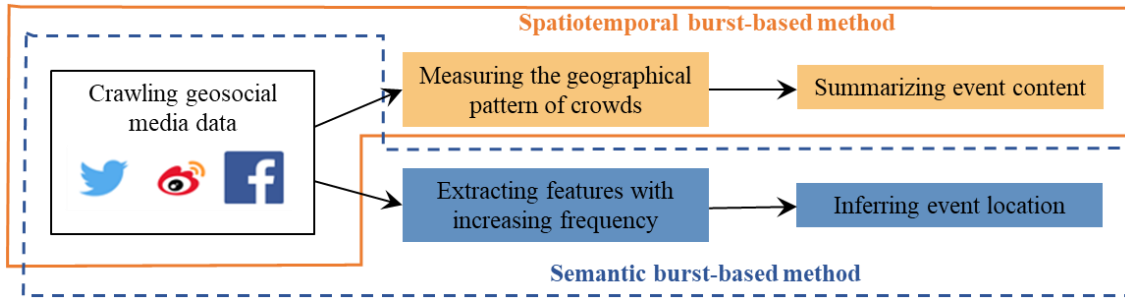 Spatiotemporal burst-based method
Crawling geosocial
media data
Measuring the geographical
pattern of crowds
Summarizing event content
Extracting features with
increasing frequency
Inferring event location
Semantic burst-based method